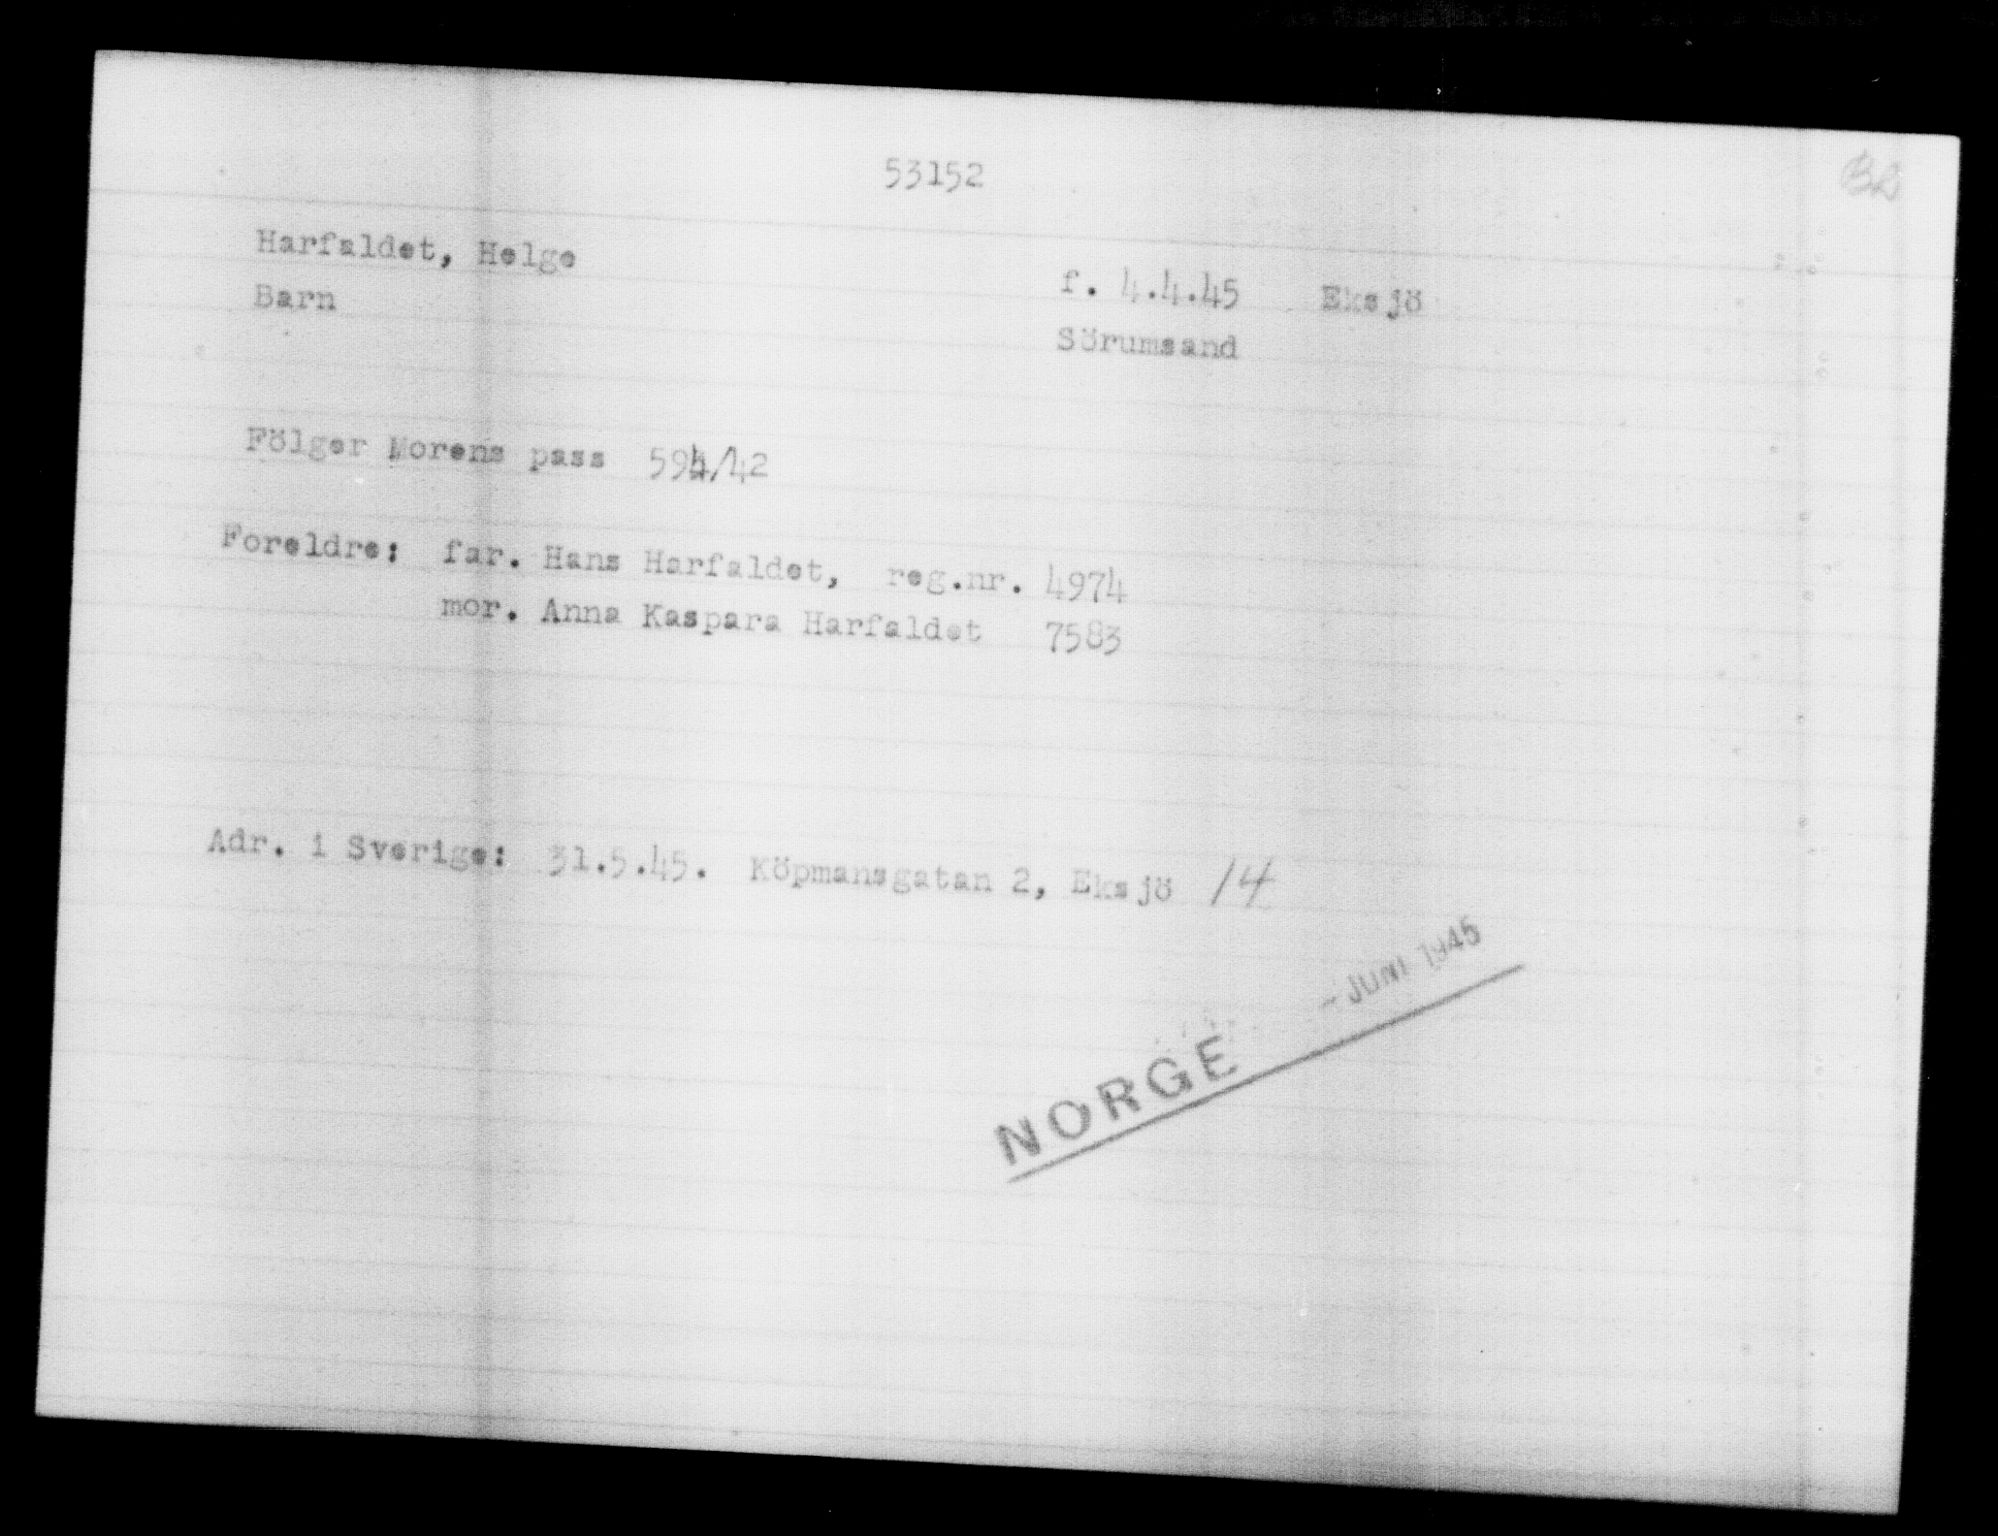 53152
Harfaldet, Helge
Barn
f. 4.4.45 Eksjö
Sörumsand
Fölger Morens pass 594/42
Foreldre: far. Hans Harfaldet, reg.nr. 4974
mor. Anna Kaspara Harfaldet 7583
Adr. i Sverige: 31.5.45. Köpmansgatan 2, Eksjö 14
- JUNI 1945
NORGE